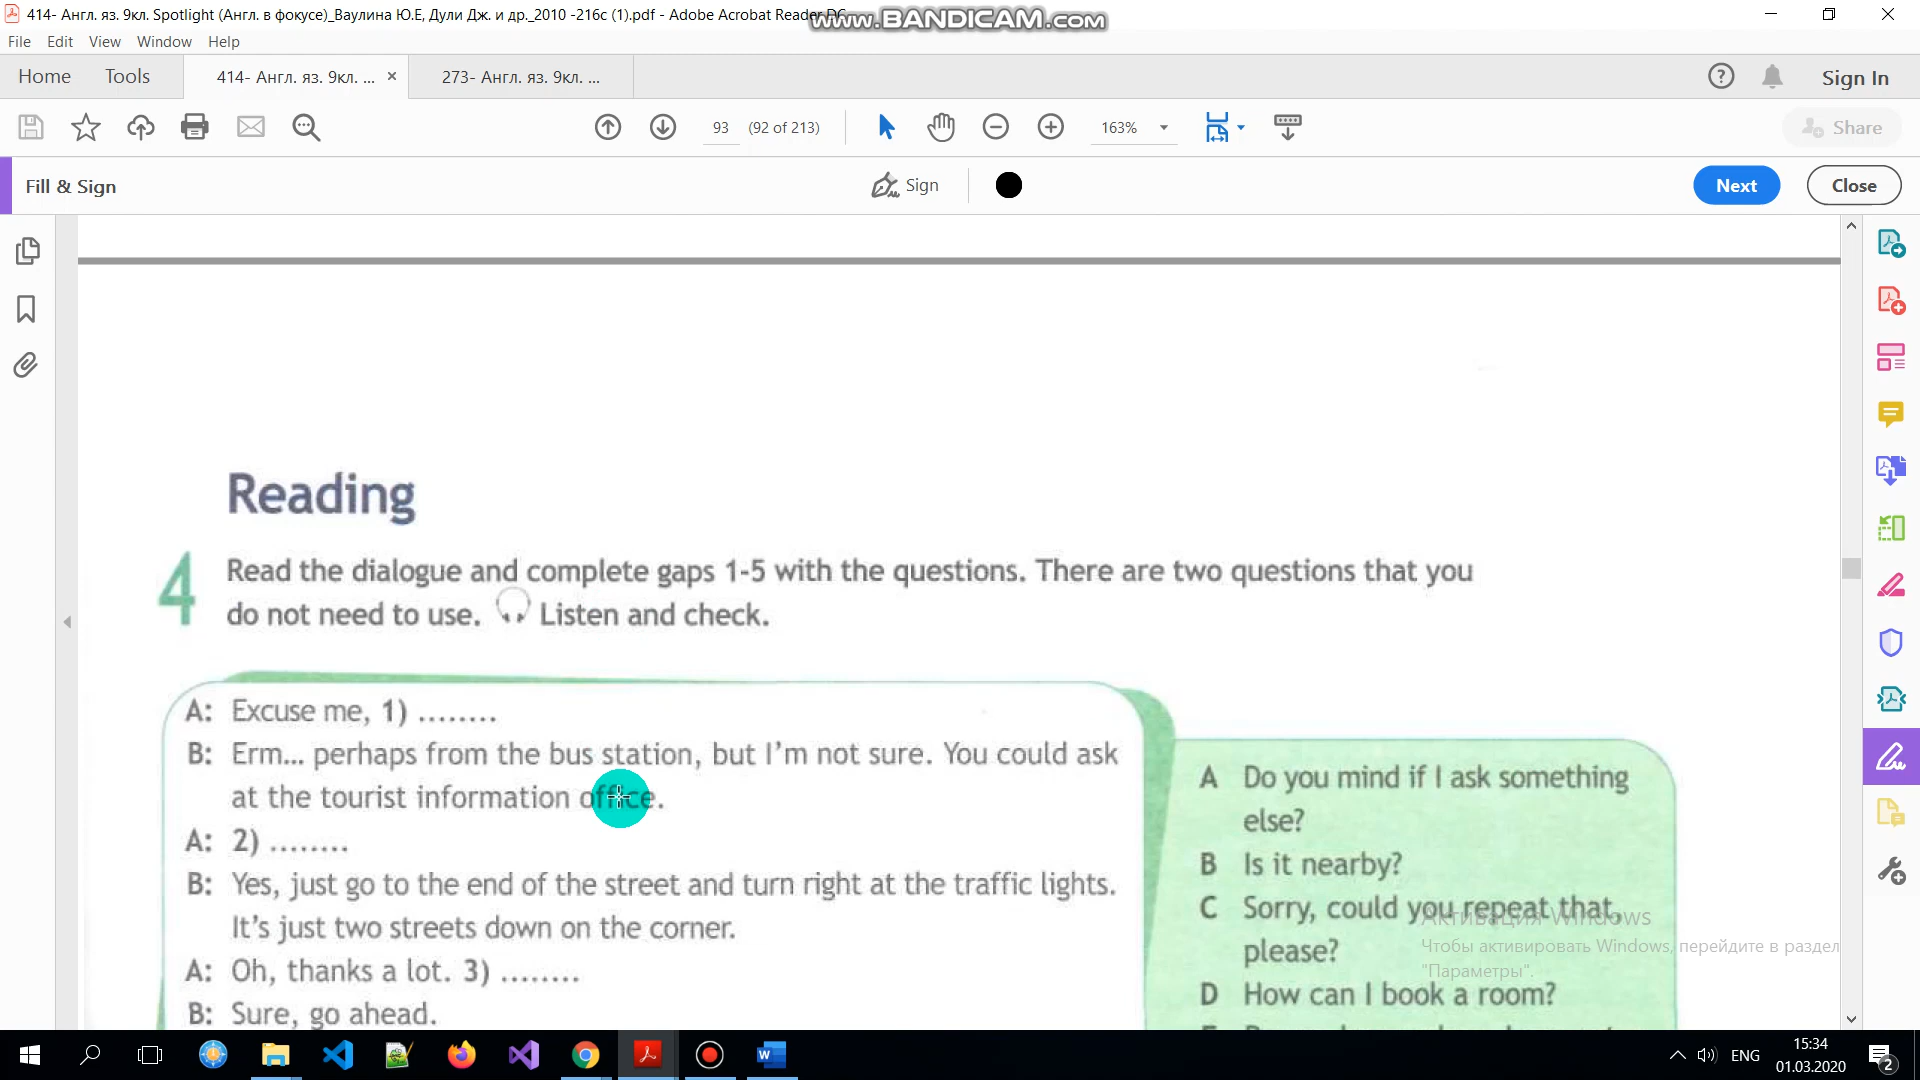 414- Англ. яз. 9кл. Spotlight (Англ. в фокусе)_Ваулина Ю.Е, Дули Дж. и др._2010 -216с (1).pdf - Adobe Acrobat Reader DC
www.BANDICAM.com
File Edit View Window Help
Home Tools 414- Англ. яз. 9кл. ... × 273- Англ. яз. 9кл. ... Sign In
93 (92 of 213) 163% Share
Fill & Sign Sign Next Close
Reading
4 Read the dialogue and complete gaps 1-5 with the questions. There are two questions that you
do not need to use. Listen and check.
A: Excuse me, 1) ........
B: Erm... perhaps from the bus station, but I'm not sure. You could ask
at the tourist information office.
A: 2) ........
B: Yes, just go to the end of the street and turn right at the traffic lights.
It's just two streets down on the corner.
A: Oh, thanks a lot. 3) ........
B: Sure, go ahead.
A Do you mind if I ask something
else?
B Is it nearby?
C Sorry, could you repeat that,
please?
D How can I book a room?
Активация Windows
Чтобы активировать Windows, перейдите в раздел
"Параметры".
ENG
15:34
01.03.2020
2